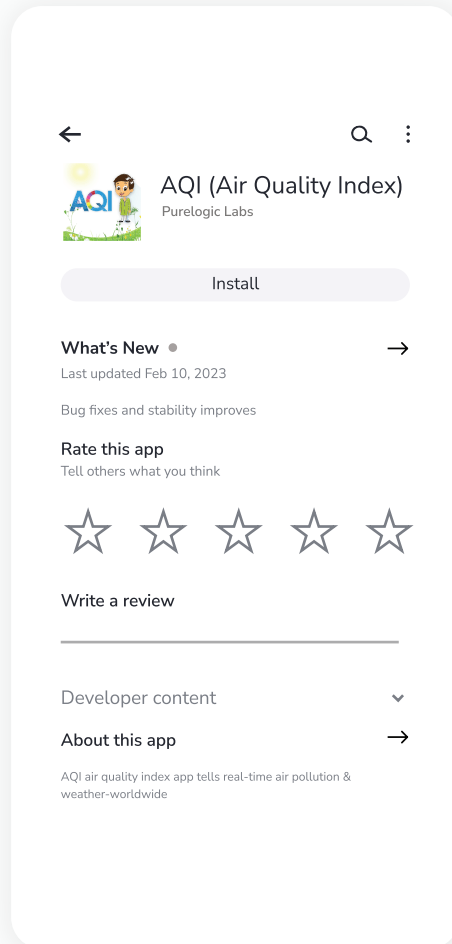 AQI (Air Quality Index)
AQI
Purelogic Labs
Install
What's New
Last updated Feb 10, 2023
Bug fixes and stability improves
Rate this app
Tell others what you think
Write a review
Developer content
About this app
AQI air quality index app tells real-time air pollution &
weather-worldwide